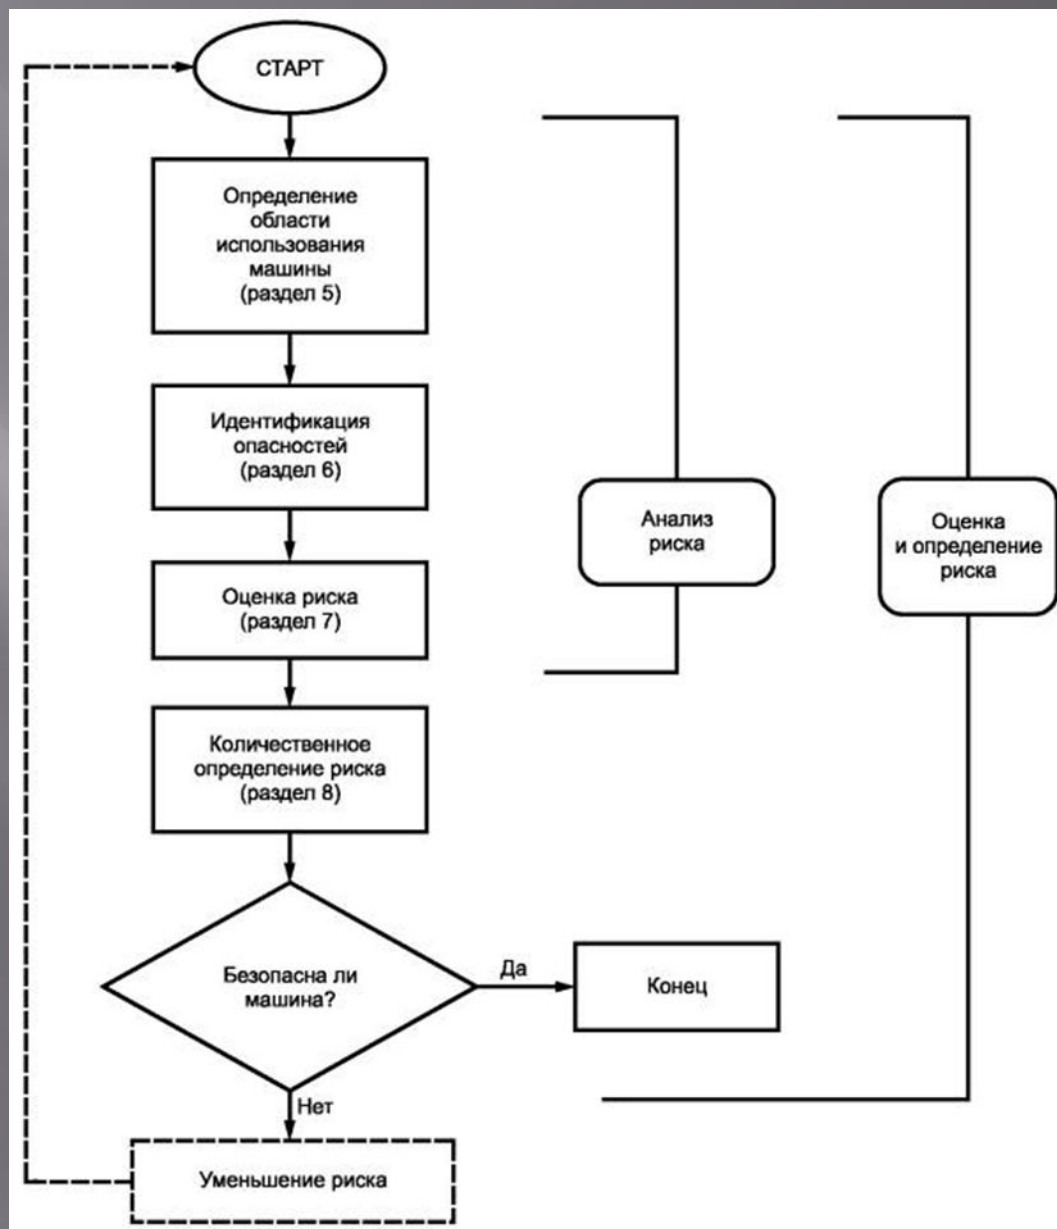 СТАРТ
Определение
области
использования
машины
(раздел 5)
Идентификация
опасностей
(раздел 6)
Оценка риска
(раздел 7)
Количественное
определение риска
(раздел 8)
Безопасна ли
машина?
Да
Конец
Нет
Уменьшение риска
Анализ
риска
Оценка
и определение
риска